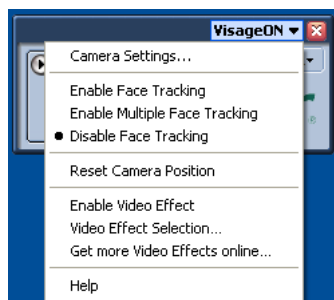 VisageON
Camera Settings...
Enable Face Tracking
Enable Multiple Face Tracking
Disable Face Tracking
Reset Camera Position
Enable Video Effect
Video Effect Selection...
Get more Video Effects online...
Help